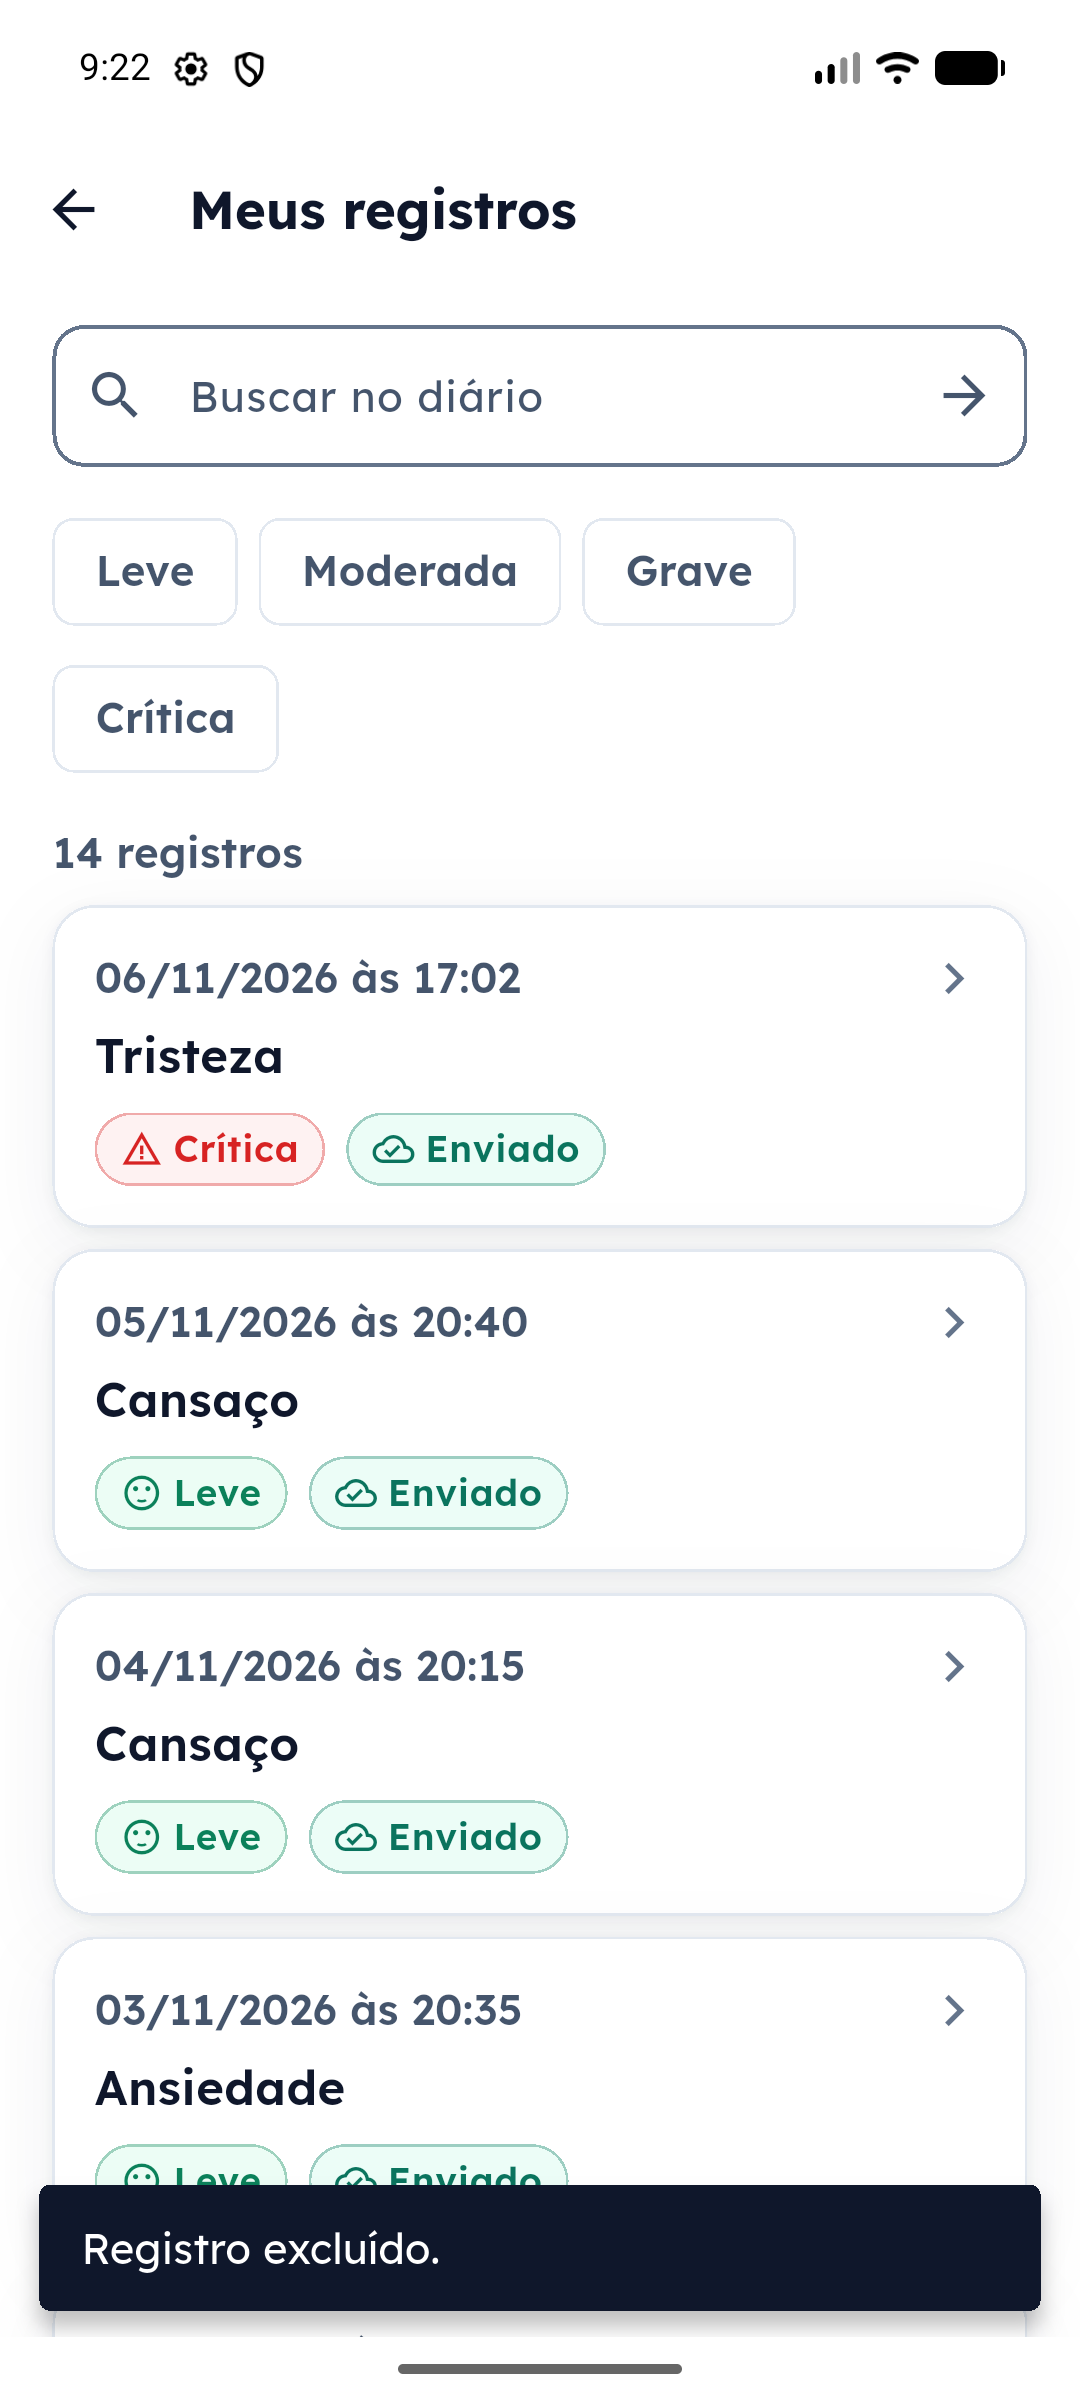 9:22
Meus registros
Buscar no diário
Leve
Moderada
Grave
Crítica
14 registros
06/11/2026 às 17:02
Tristeza
Crítica
Enviado
05/11/2026 às 20:40
Cansaço
Leve
Enviado
04/11/2026 às 20:15
Cansaço
Leve
Enviado
03/11/2026 às 20:35
Ansiedade
Leve
Enviado
Registro excluído.